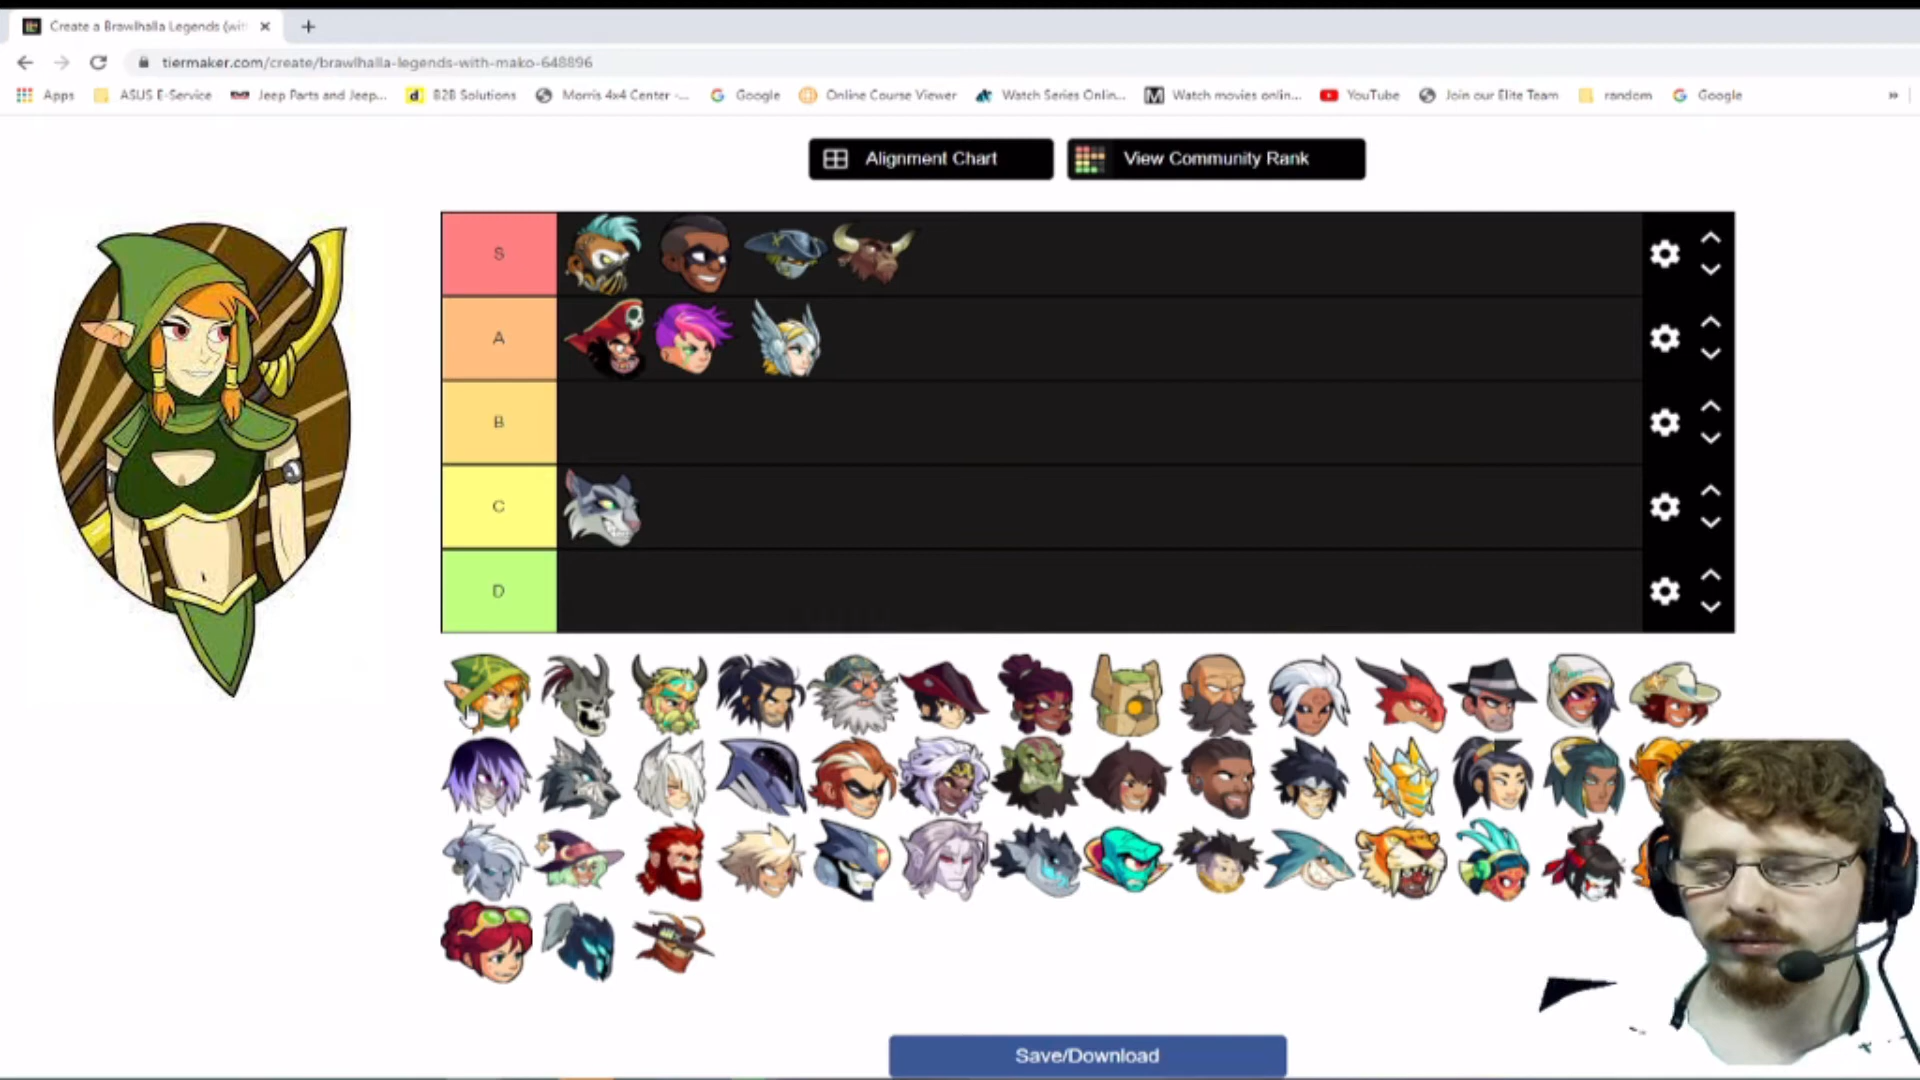 Create a Brawlhalla Legends (wit
tiermaker.com/create/brawlhalla-legends-with-mako-648896
Apps ASUS E-Service Jeep Parts and Jeep... B2B Solutions Morris 4x4 Center -... Google Online Course Viewer Watch Series Onlin... Watch movies onlin... YouTube Join our Elite Team random Google »
Alignment Chart View Community Rank
S
A
B
C
D
Save/Download